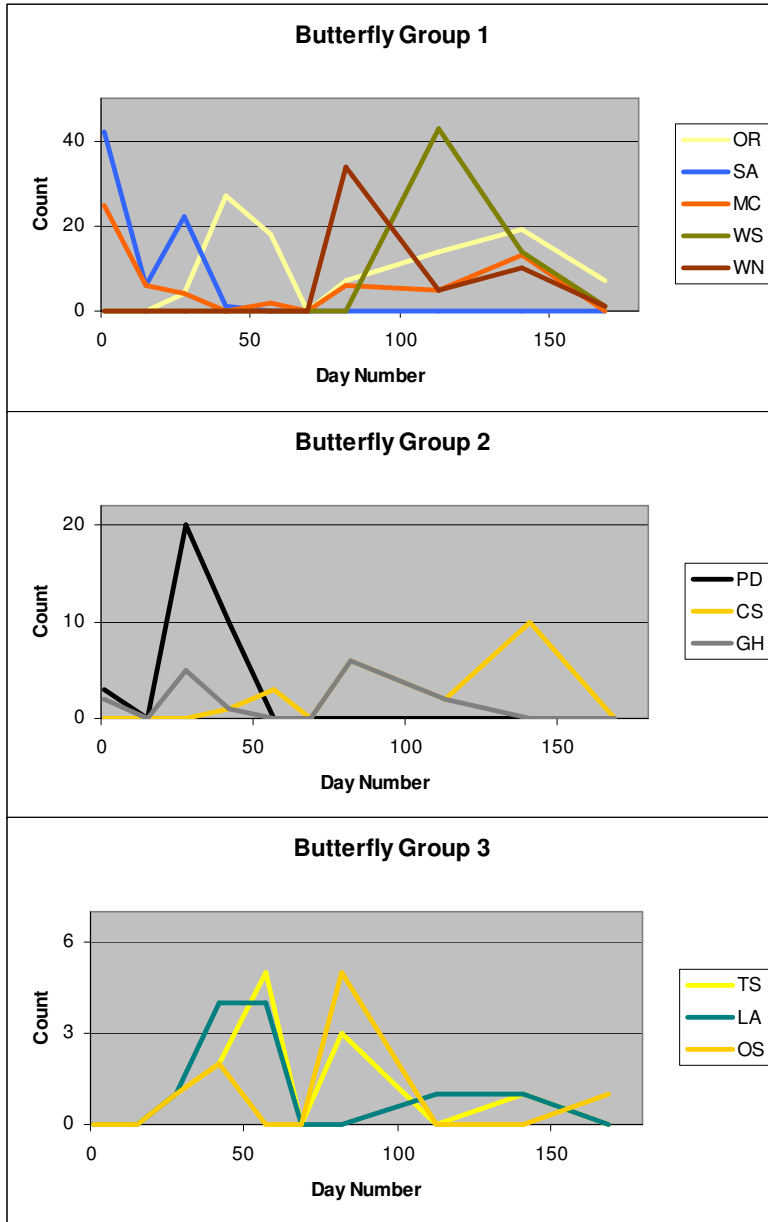 Butterfly Group 1
40
20
0
0 50 100 150
Count
Day Number
OR
SA
MC
WS
WN
Butterfly Group 2
20
10
0
0 50 100 150
Count
Day Number
PD
CS
GH
Butterfly Group 3
6
3
0
0 50 100 150
Count
Day Number
TS
LA
OS